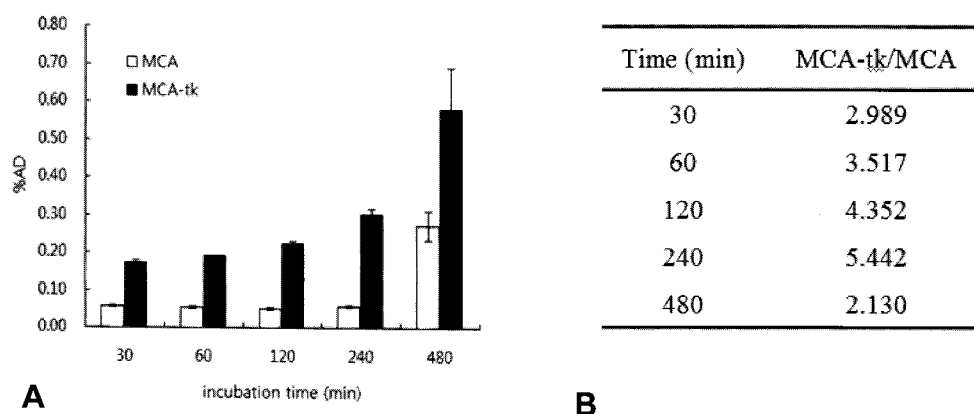 0.80
0.70
0.60
0.50
0.40
0.30
0.20
0.10
0.00
%AD
MCA
MCA-tk
30 60 120 240 480
incubation time (min)
A
Time (min) MCA-tk/MCA
30 2.989
60 3.517
120 4.352
240 5.442
480 2.130
B